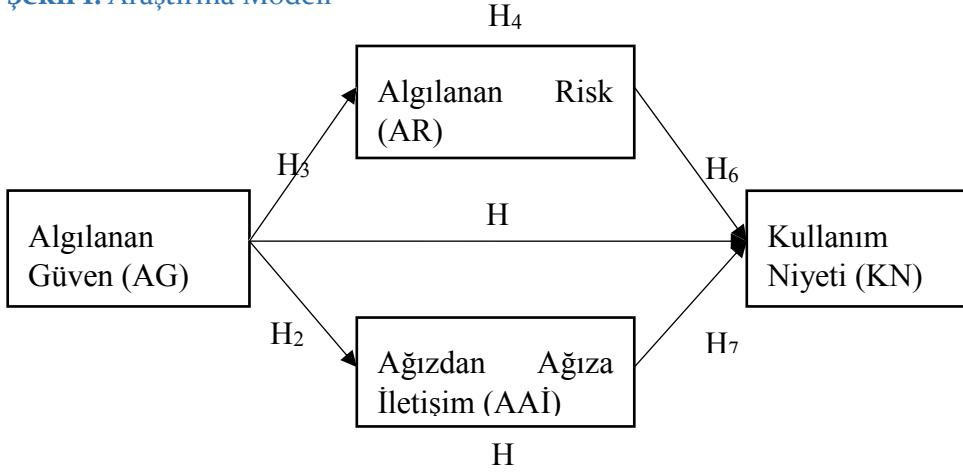 Şekil 1. Araştırma Modeli
H4
Algılanan Risk
(AR)
H3
H6
Algılanan
Güven (AG)
H
Kullanım
Niyeti (KN)
H2
H7
Ağızdan Ağıza
İletişim (AAİ)
H